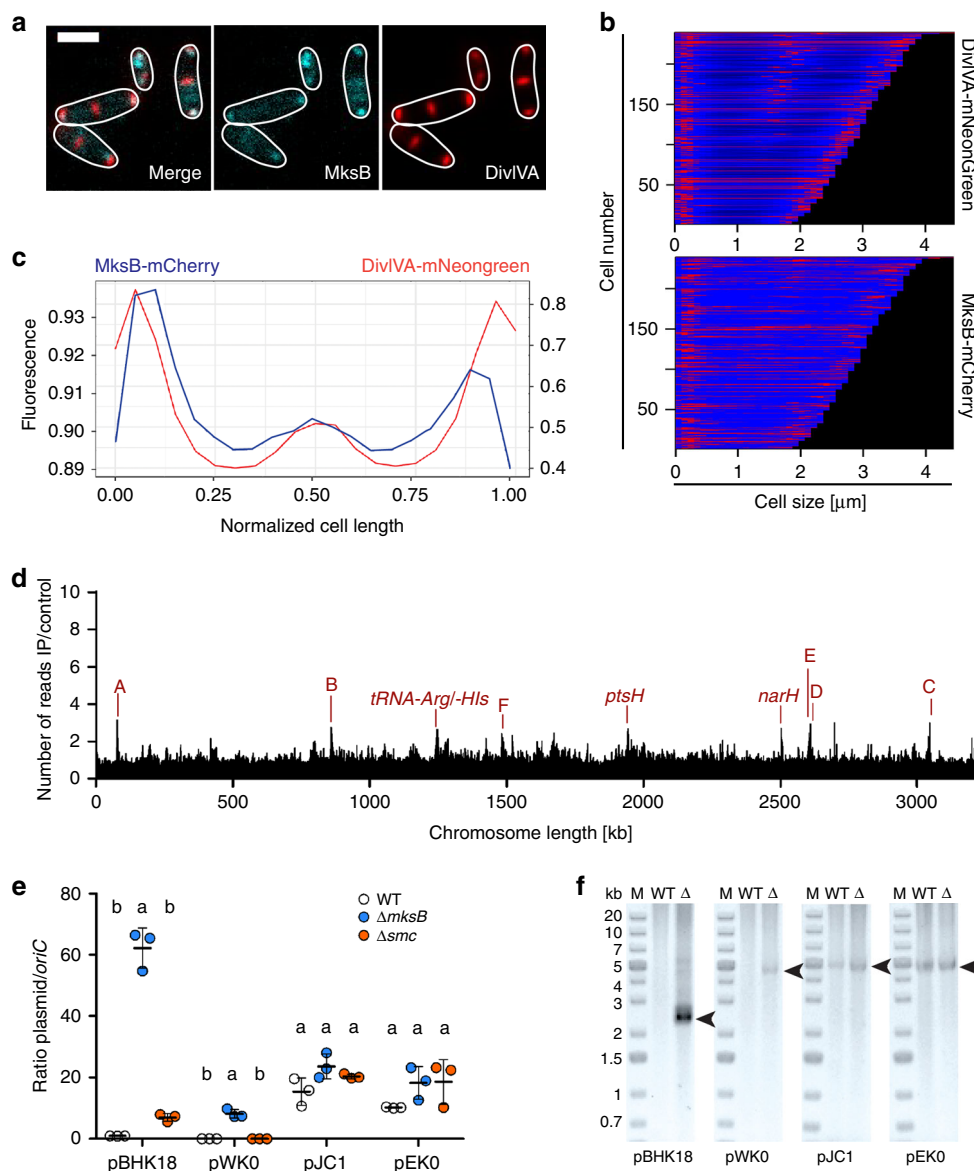 a
Merge
MksB
DivIVA
b
Cell number
150
50
0
1
2
3
4
DivIVA-mNeonGreen
150
50
0
1
2
3
4
MksB-mCherry
Cell size [μm]
c
MksB-mCherry
DivIVA-mNeongreen
Fluorescence
0.93
0.92
0.90
0.89
0.8
0.7
0.6
0.5
0.4
0.00
0.25
0.50
0.75
1.00
Normalized cell length
d
Number of reads IP/control
10
8
6
4
2
0
A
B
tRNA-Arg/-HIs
F
ptsH
narH
E
D
C
0
500
1000
1500
2000
2500
3000
Chromosome length [kb]
e
Ratio plasmid/oriC
80
60
40
20
0
WT
ΔmksB
Δsmc
b a b
b a b
a a a
a a a
pBHK18
pWK0
pJC1
pEK0
f
kb
M WT Δ
M WT Δ
M WT Δ
M WT Δ
20
10
7
5
4
3
2
1.5
1
0.7
pBHK18
pWK0
pJC1
pEK0